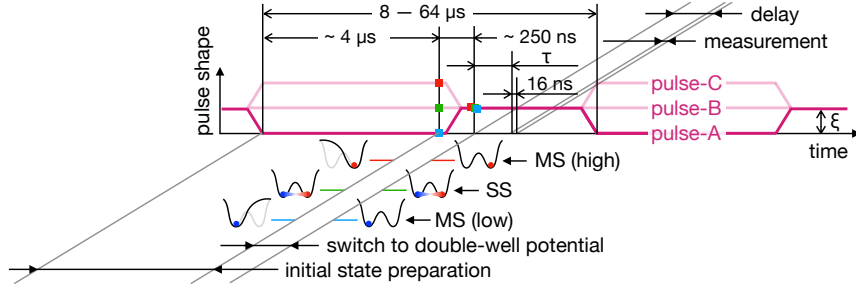 8 – 64 µs
delay
~ 4 µs
~ 250 ns
measurement
τ
pulse shape
16 ns
pulse-C
pulse-B
ξ
pulse-A
time
MS (high)
SS
MS (low)
switch to double-well potential
initial state preparation